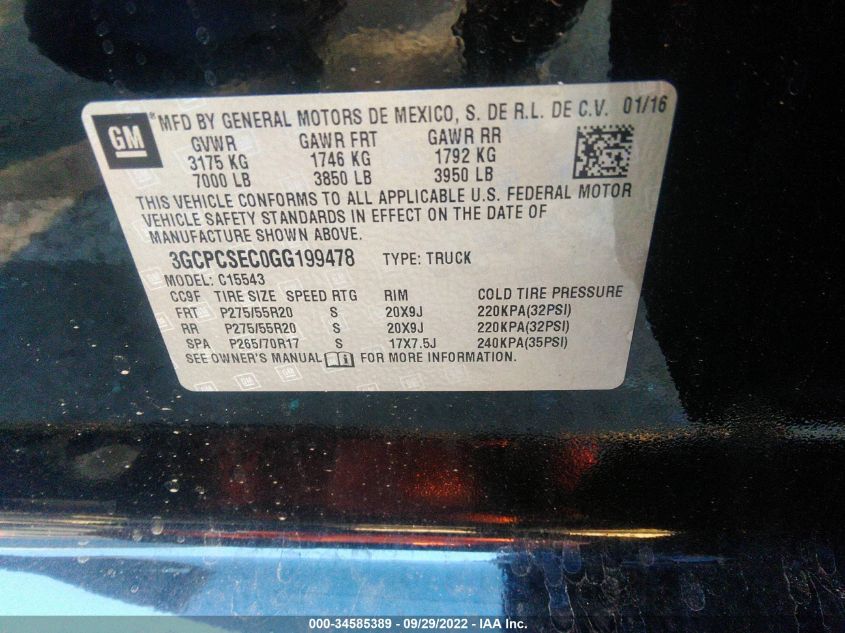 GM ® MFD BY GENERAL MOTORS DE MEXICO, S. DE R.L. DE C.V. 01/16
GVWR GAWR FRT GAWR RR
3175 KG 1746 KG 1792 KG
7000 LB 3850 LB 3950 LB
THIS VEHICLE CONFORMS TO ALL APPLICABLE U.S. FEDERAL MOTOR
VEHICLE SAFETY STANDARDS IN EFFECT ON THE DATE OF
MANUFACTURE SHOWN ABOVE.
3GCPCSEC0GG199478 TYPE: TRUCK
MODEL: C15543
CC9F TIRE SIZE SPEED RTG RIM COLD TIRE PRESSURE
FRT P275/55R20 S 20X9J 220KPA(32PSI)
RR P275/55R20 S 20X9J 220KPA(32PSI)
SPA P265/70R17 S 17X7.5J 240KPA(35PSI)
SEE OWNER'S MANUAL FOR MORE INFORMATION.
000-34585389 - 09/29/2022 - IAA Inc.